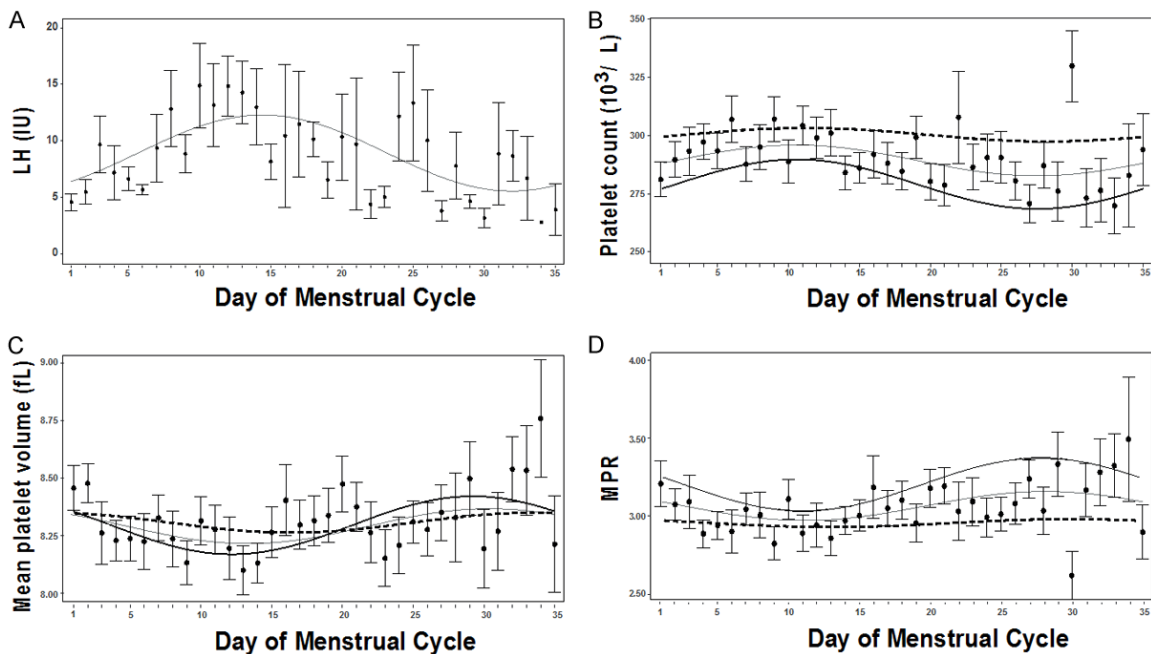 A
LH (IU)
20
15
10
5
0
1 5 10 15 20 25 30 35
Day of Menstrual Cycle
B
Platelet count (10^3/ L)
350
325
300
275
250
1 5 10 15 20 25 30 35
Day of Menstrual Cycle
C
Mean platelet volume (fL)
9.00
8.75
8.50
8.25
8.00
1 5 10 15 20 25 30 35
Day of Menstrual Cycle
D
MPR
4.00
3.50
3.00
2.50
1 5 10 15 20 25 30 35
Day of Menstrual Cycle